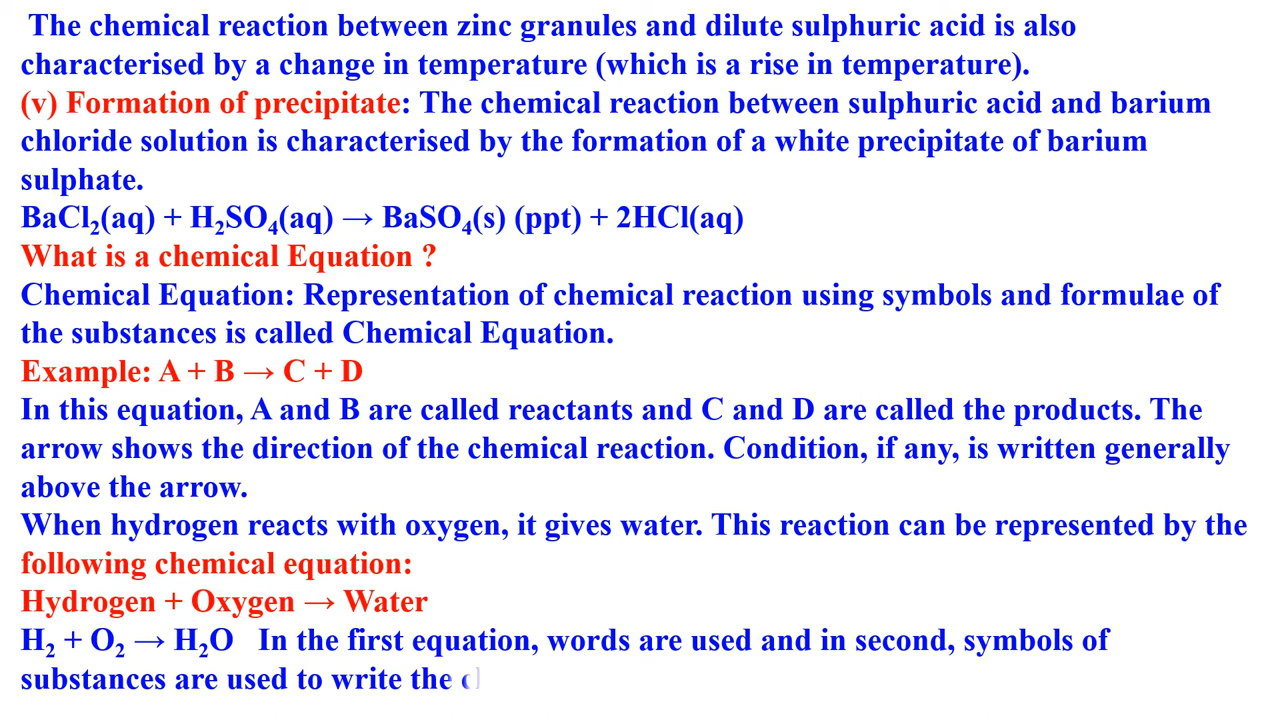 The chemical reaction between zinc granules and dilute sulphuric acid is also
characterised by a change in temperature (which is a rise in temperature).
(v) Formation of precipitate: The chemical reaction between sulphuric acid and barium
chloride solution is characterised by the formation of a white precipitate of barium
sulphate.
BaCl₂(aq) + H₂SO₄(aq) → BaSO₄(s) (ppt) + 2HCl(aq)
What is a chemical Equation ?
Chemical Equation: Representation of chemical reaction using symbols and formulae of
the substances is called Chemical Equation.
Example: A + B → C + D
In this equation, A and B are called reactants and C and D are called the products. The
arrow shows the direction of the chemical reaction. Condition, if any, is written generally
above the arrow.
When hydrogen reacts with oxygen, it gives water. This reaction can be represented by the
following chemical equation:
Hydrogen + Oxygen → Water
H₂ + O₂ → H₂O   In the first equation, words are used and in second, symbols of
substances are used to write the